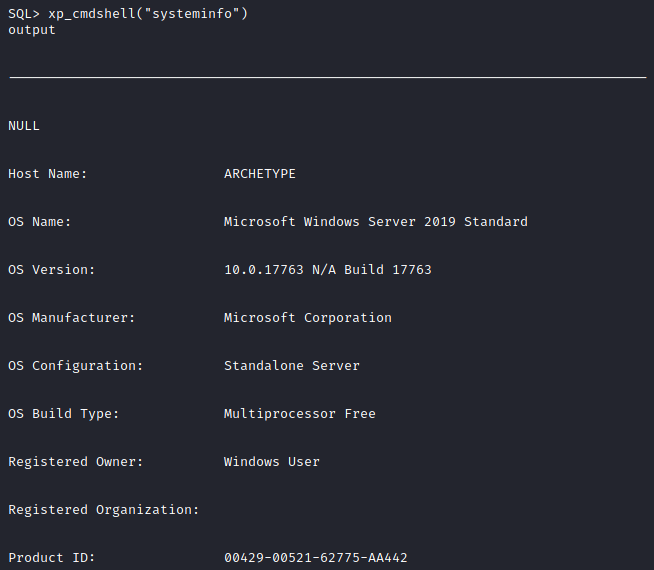 SQL> xp_cmdshell("systeminfo")
output
NULL
Host Name: ARCHETYPE
OS Name: Microsoft Windows Server 2019 Standard
OS Version: 10.0.17763 N/A Build 17763
OS Manufacturer: Microsoft Corporation
OS Configuration: Standalone Server
OS Build Type: Multiprocessor Free
Registered Owner: Windows User
Registered Organization:
Product ID: 00429-00521-62775-AA442